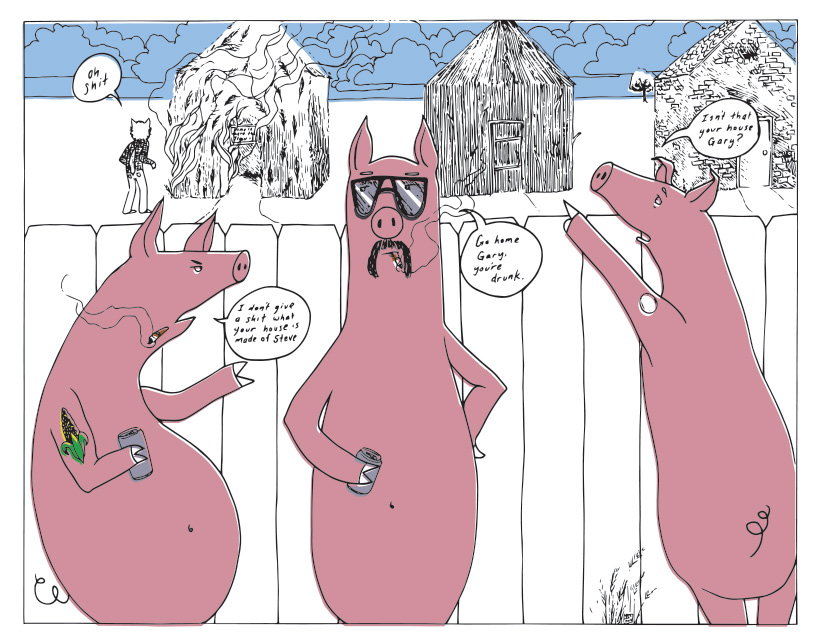 oh,
shit
Isn't that
your house
Gary?
Go home
Gary,
you're
drunk.
I don't give
a shit what
your house is
made of Steve